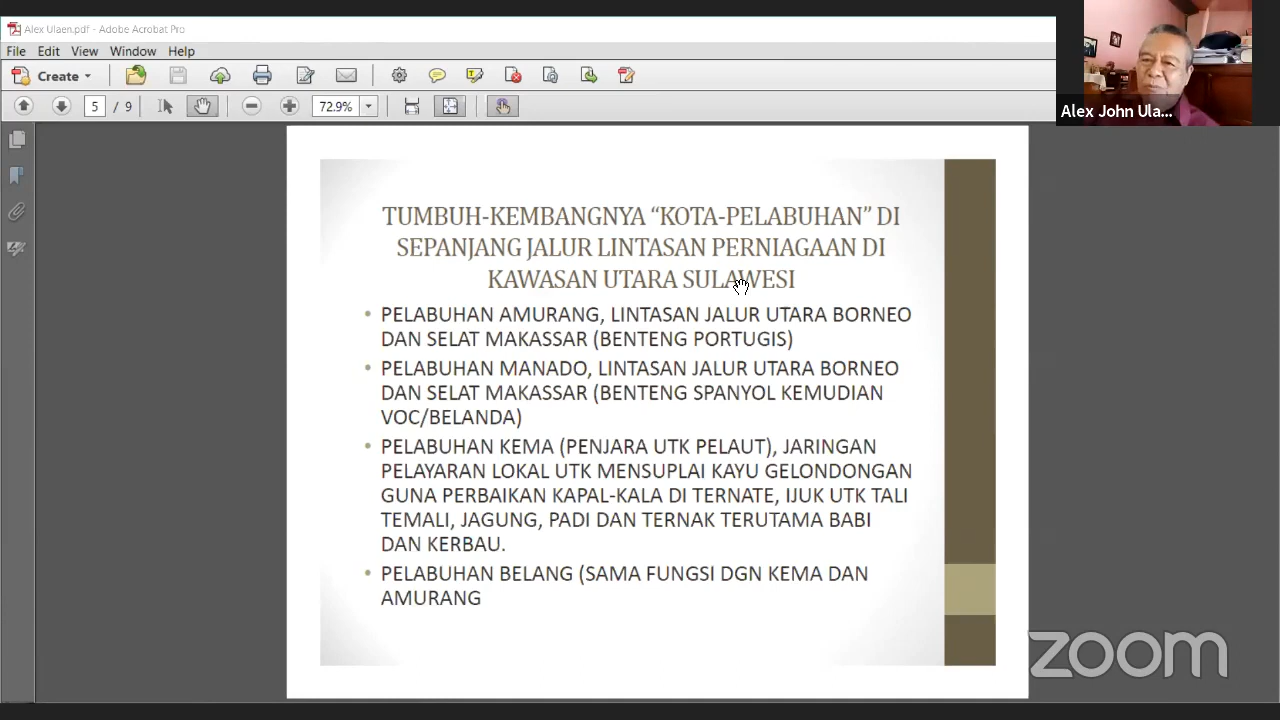 Alex Ulaen.pdf - Adobe Acrobat Pro
File Edit View Window Help
Create
5 / 9 72.9%
Alex John Ula...
TUMBUH-KEMBANGNYA “KOTA-PELABUHAN” DI
SEPANJANG JALUR LINTASAN PERNIAGAAN DI
KAWASAN UTARA SULAWESI
• PELABUHAN AMURANG, LINTASAN JALUR UTARA BORNEO
DAN SELAT MAKASSAR (BENTENG PORTUGIS)
• PELABUHAN MANADO, LINTASAN JALUR UTARA BORNEO
DAN SELAT MAKASSAR (BENTENG SPANYOL KEMUDIAN
VOC/BELANDA)
• PELABUHAN KEMA (PENJARA UTK PELAUT), JARINGAN
PELAYARAN LOKAL UTK MENSUPLAI KAYU GELONDONGAN
GUNA PERBAIKAN KAPAL-KALA DI TERNATE, IJUK UTK TALI
TEMALI, JAGUNG, PADI DAN TERNAK TERUTAMA BABI
DAN KERBAU.
• PELABUHAN BELANG (SAMA FUNGSI DGN KEMA DAN
AMURANG
zoom